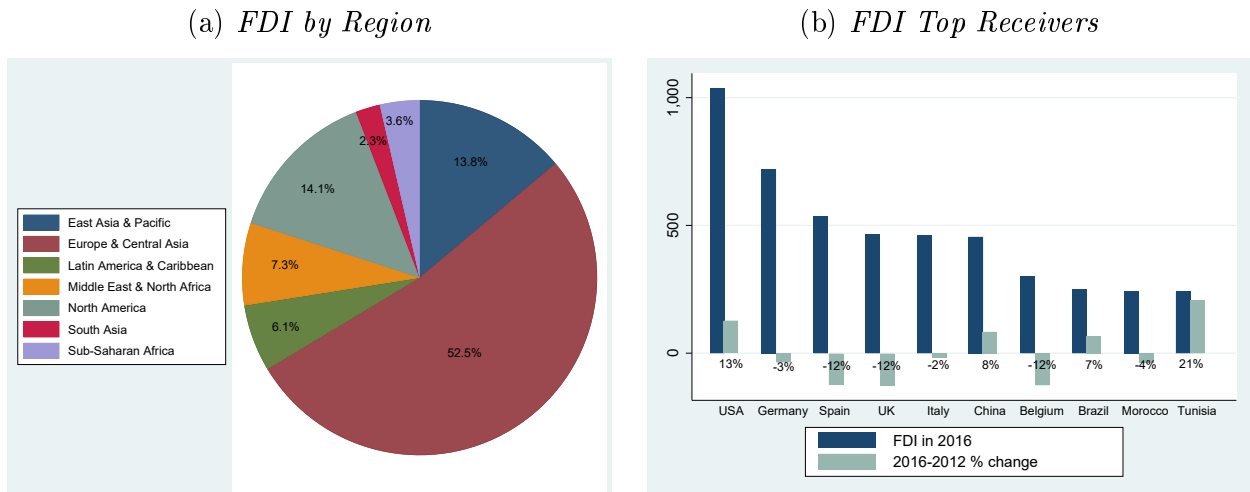 (a) FDI by Region
East Asia & Pacific
Europe & Central Asia
Latin America & Caribbean
Middle East & North Africa
North America
South Asia
Sub-Saharan Africa
3.6%
2.3%
13.8%
14.1%
7.3%
6.1%
52.5%
(b) FDI Top Receivers
1,000
500
0
13% -3% -12% -12% -2% 8% -12% 7% -4% 21%
USA Germany Spain UK Italy China Belgium Brazil Morocco Tunisia
FDI in 2016
2016-2012 % change